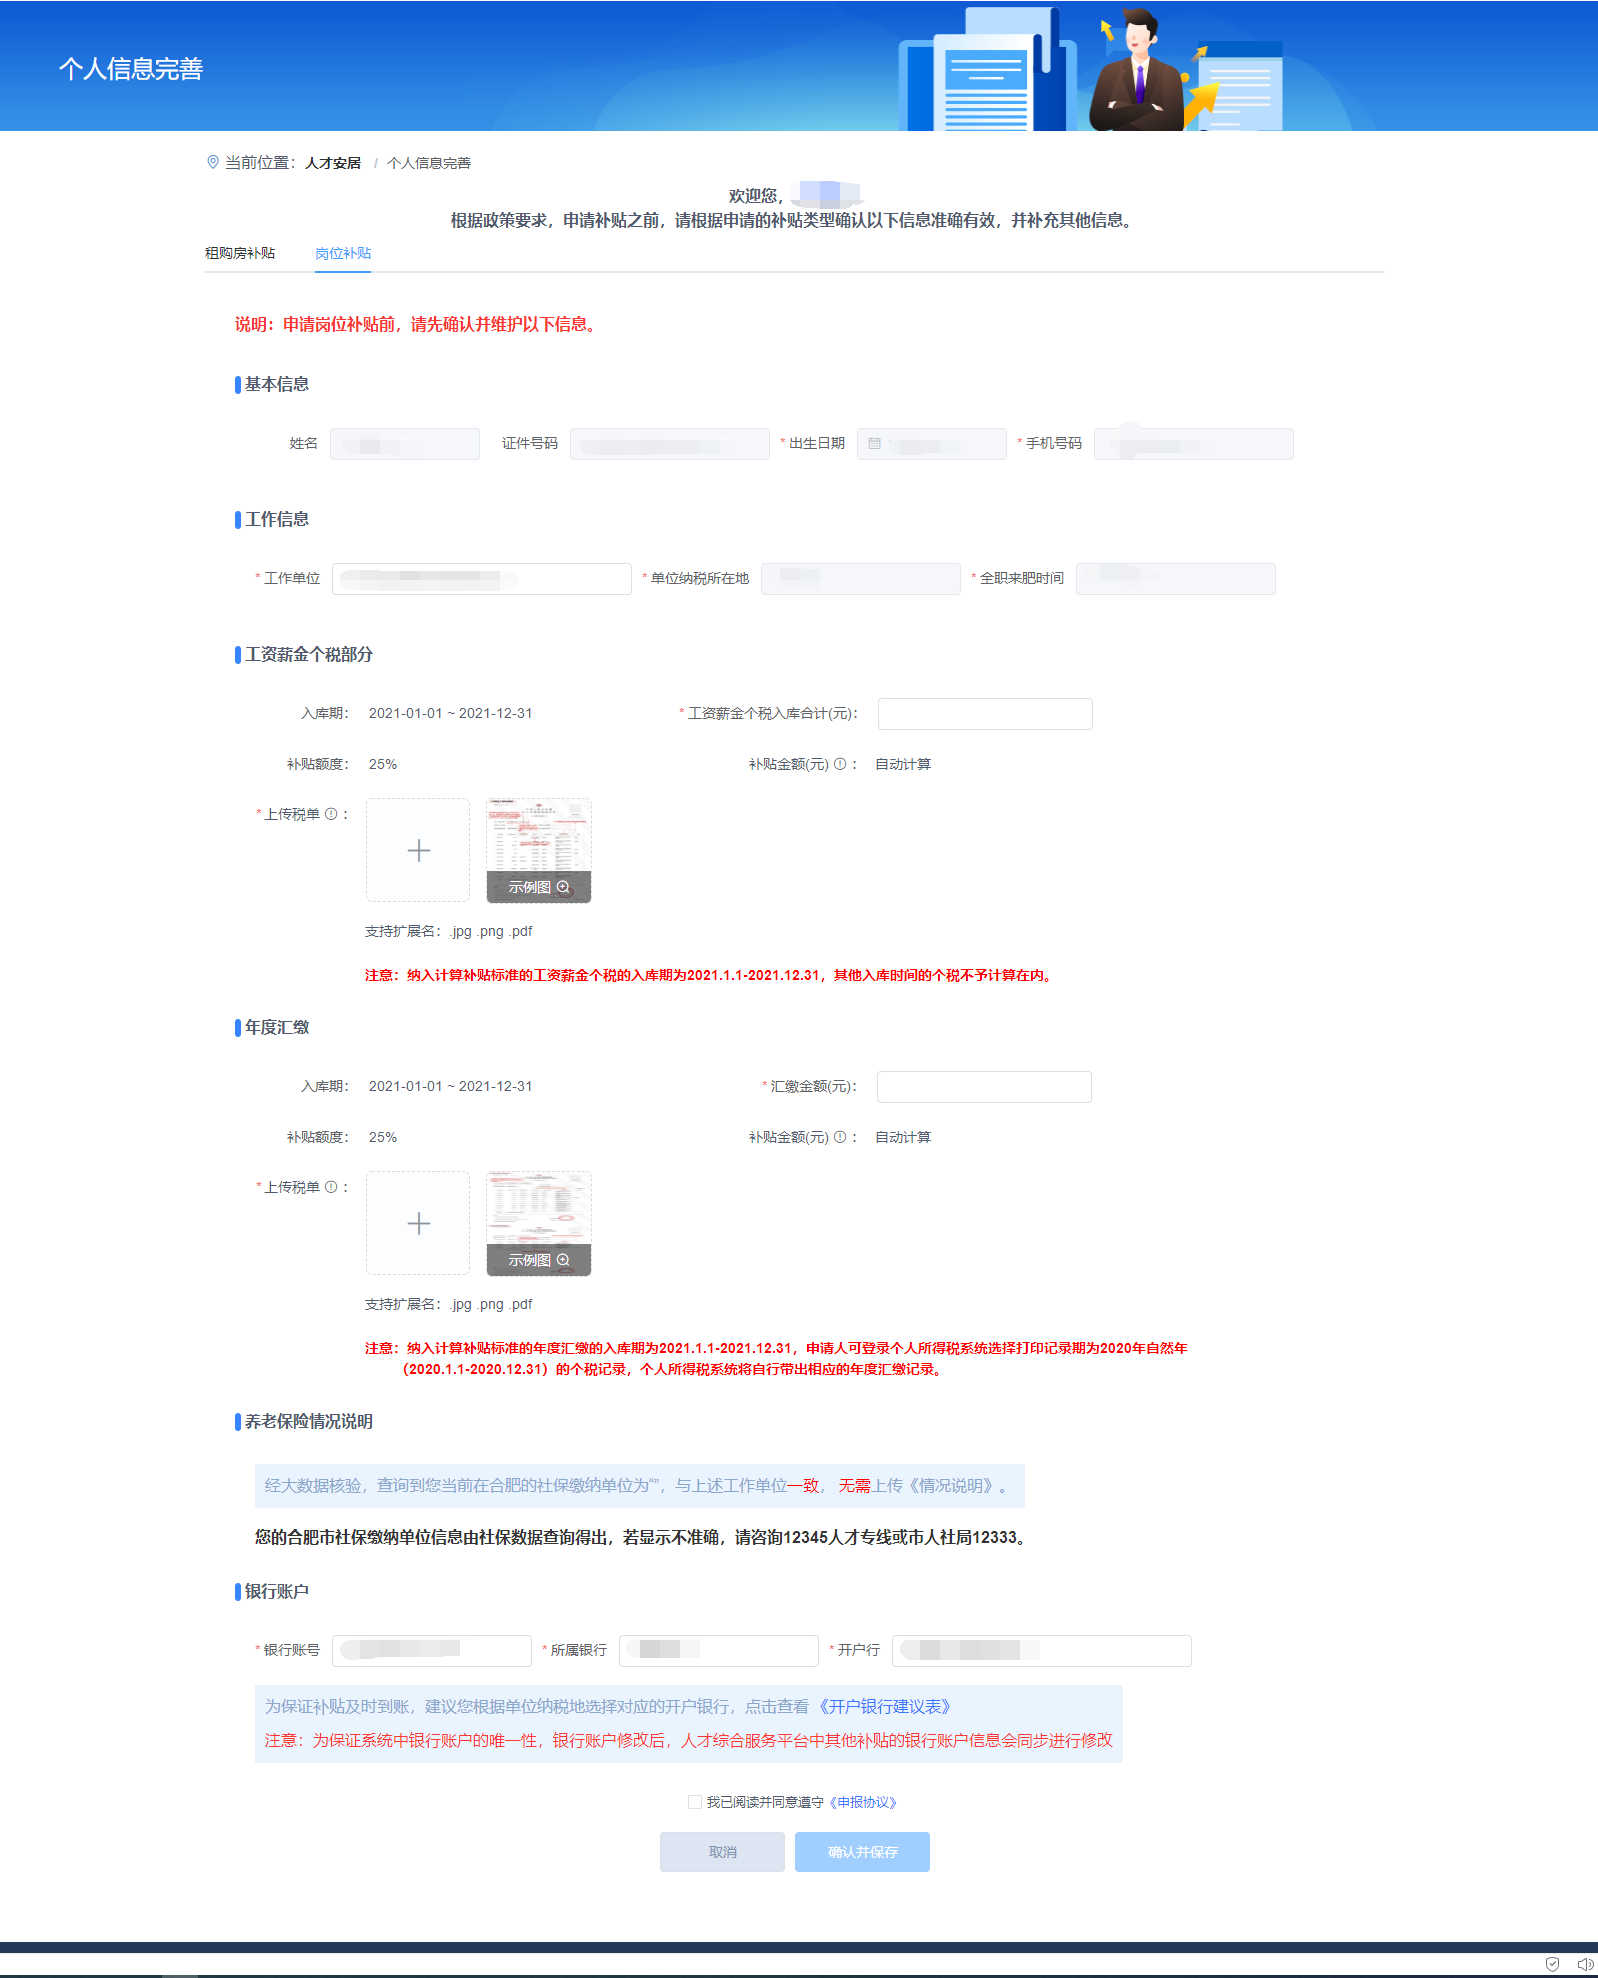 个人信息完善
当前位置：人才安居 / 个人信息完善
欢迎您，
根据政策要求，申请补贴之前，请根据申请的补贴类型确认以下信息准确有效，并补充其他信息。
租购房补贴 岗位补贴
说明：申请岗位补贴前，请先确认并维护以下信息。
基本信息
姓名 证件号码 * 出生日期 * 手机号码
工作信息
* 工作单位 * 单位纳税所在地 * 全职来肥时间
工资薪金个税部分
入库期： 2021-01-01 ~ 2021-12-31 * 工资薪金个税入库合计(元)：
补贴额度： 25% 补贴金额(元) ： 自动计算
* 上传税单 ：
示例图
支持扩展名：.jpg .png .pdf
注意：纳入计算补贴标准的工资薪金个税的入库期为2021.1.1-2021.12.31，其他入库时间的个税不予计算在内。
年度汇缴
入库期： 2021-01-01 ~ 2021-12-31 * 汇缴金额(元)：
补贴额度： 25% 补贴金额(元) ： 自动计算
* 上传税单 ：
示例图
支持扩展名：.jpg .png .pdf
注意：纳入计算补贴标准的年度汇缴的入库期为2021.1.1-2021.12.31，申请人可登录个人所得税系统选择打印记录期为2020年自然年
（2020.1.1-2020.12.31）的个税记录，个人所得税系统将自行带出相应的年度汇缴记录。
养老保险情况说明
经大数据核验，查询到您当前在合肥的社保缴纳单位为“”，与上述工作单位一致， 无需上传《情况说明》。
您的合肥市社保缴纳单位信息由社保数据查询得出，若显示不准确，请咨询12345人才专线或市人社局12333。
银行账户
* 银行账号 * 所属银行 * 开户行
为保证补贴及时到账，建议您根据单位纳税地选择对应的开户银行，点击查看 《开户银行建议表》
注意：为保证系统中银行账户的唯一性，银行账户修改后，人才综合服务平台中其他补贴的银行账户信息会同步进行修改
我已阅读并同意遵守《申报协议》
取消 确认并保存